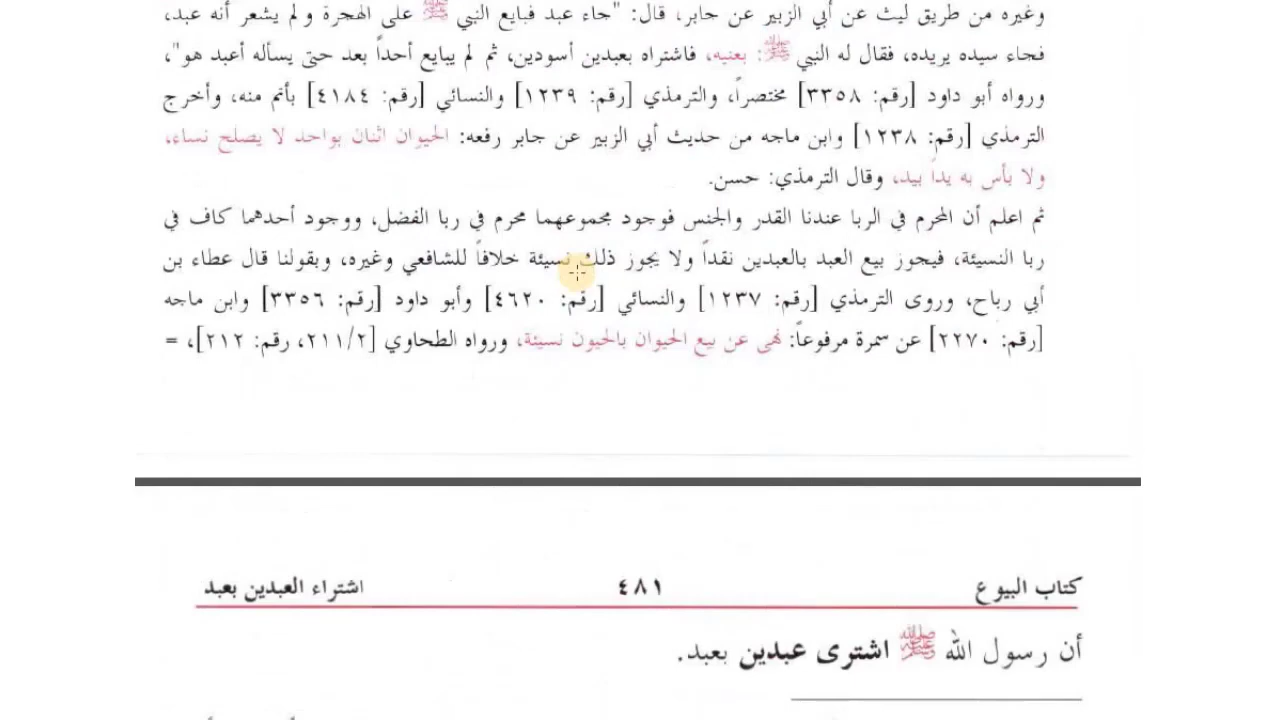 وغيره من طريق ليث عن أبي الزبير عن جابر، قال: "جاء عبد فبايع النبي ﷺ على الهجرة ولم يشعر أنه عبد،
فجاء سيده يريده، فقال له النبي ﷺ: بعنيه، فاشتراه بعبدين أسودين، ثم لم يبايع أحداً بعد حتى يسأله أعبد هو"،
ورواه أبو داود [رقم: ٣٣٥٨] مختصراً، والترمذي [رقم: ١٢٣٩] والنسائي [رقم: ٤١٨٤] بأتم منه، وأخرج
الترمذي [رقم: ١٢٣٨] وابن ماجه من حديث أبي الزبير عن جابر رفعه: الحيوان اثنان بواحد لا يصلح نساء،
ولا بأس به يداً بيد، وقال الترمذي: حسن.
ثم اعلم أن المحرم في الربا عندنا القدر والجنس فوجود مجموعهما محرم في ربا الفضل، ووجود أحدهما كاف في
ربا النسيئة، فيجوز بيع العبد بالعبدين نقداً ولا يجوز ذلك نسيئة خلافاً للشافعي وغيره، وبقولنا قال عطاء بن
أبي رباح، وروى الترمذي [رقم: ١٢٣٧] والنسائي [رقم: ٤٦٢٠] وأبو داود [رقم: ٣٣٥٦] وابن ماجه
[رقم: ٢٢٧٠] عن سمرة مرفوعاً: نهى عن بيع الحيوان بالحيون نسيئة، ورواه الطحاوي [٢١١/٢، رقم: ٢١٢]، =
كتاب البيوع ٤٨١ اشتراء العبدين بعبد
أن رسول الله ﷺ اشترى عبدين بعبد.